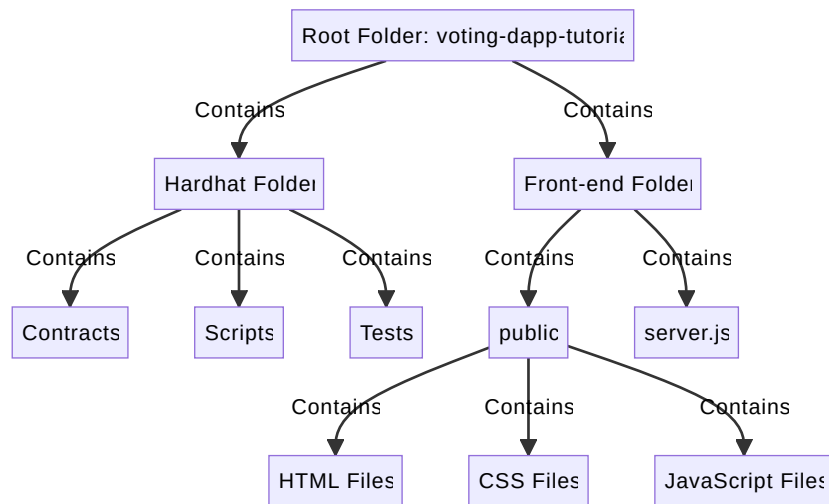 Root Folder: voting-dapp-tutoria
Contains
Contains
Hardhat Folder
Front-end Folder
Contains
Contains
Contains
Contains
Contains
Contracts
Scripts
Tests
public
server.js
Contains
Contains
Contains
HTML Files
CSS Files
JavaScript Files